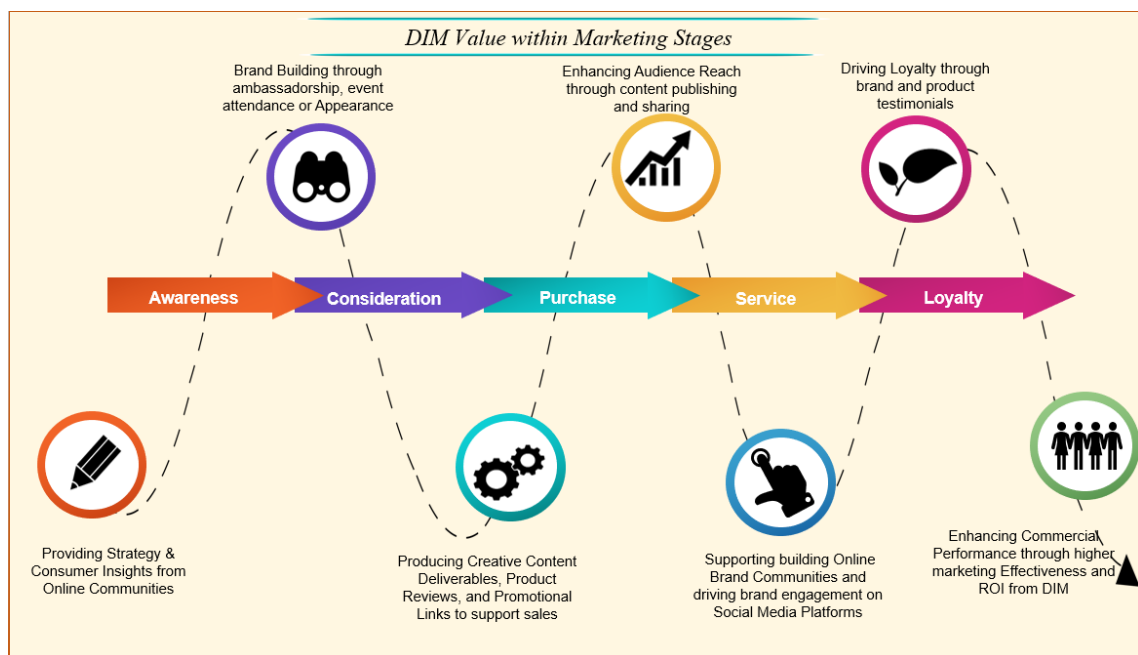 DIM Value within Marketing Stages
Brand Building through
ambassadorship, event
attendance or Appearance
Enhancing Audience Reach
through content publishing
and sharing
Driving Loyalty through
brand and product
testimonials
Awareness
Consideration
Purchase
Service
Loyalty
Providing Strategy &
Consumer Insights from
Online Communities
Producing Creative Content
Deliverables, Product
Reviews, and Promotional
Links to support sales
Supporting building Online
Brand Communities and
driving brand engagement on
Social Media Platforms
Enhancing Commercial
Performance through higher
marketing Effectiveness and
ROI from DIM